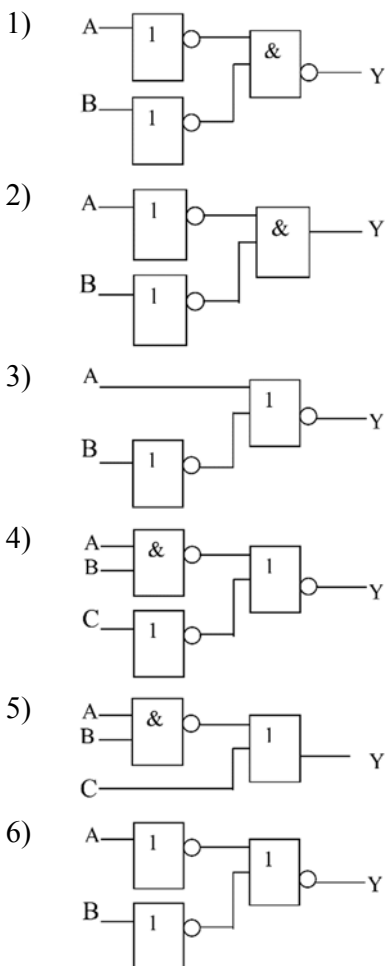 1) A 1 & Y
B 1
2) A 1 & Y
B 1
3) A 1 Y
B 1
4) A & 1 Y
B
C 1
5) A & 1 Y
B
C
6) A 1 1 Y
B 1